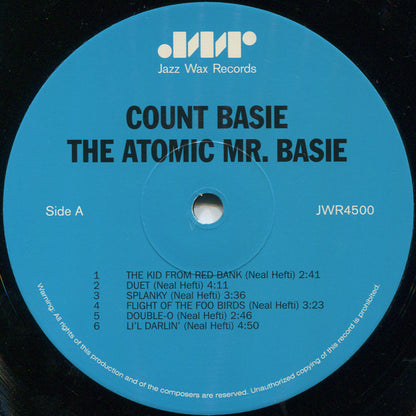 JWR
Jazz Wax Records
COUNT BASIE
THE ATOMIC MR. BASIE
Side A
JWR4500
1 THE KID FROM RED BANK (Neal Hefti) 2:41
2 DUET (Neal Hefti) 4:11
3 SPLANKY (Neal Hefti) 3:36
4 FLIGHT OF THE FOO BIRDS (Neal Hefti) 3:23
5 DOUBLE-O (Neal Hefti) 2:46
6 LI'L DARLIN' (Neal Hefti) 4:50
Warning. All rights of this production and of the composers are reserved. Unauthorized copying of this record is prohibited.